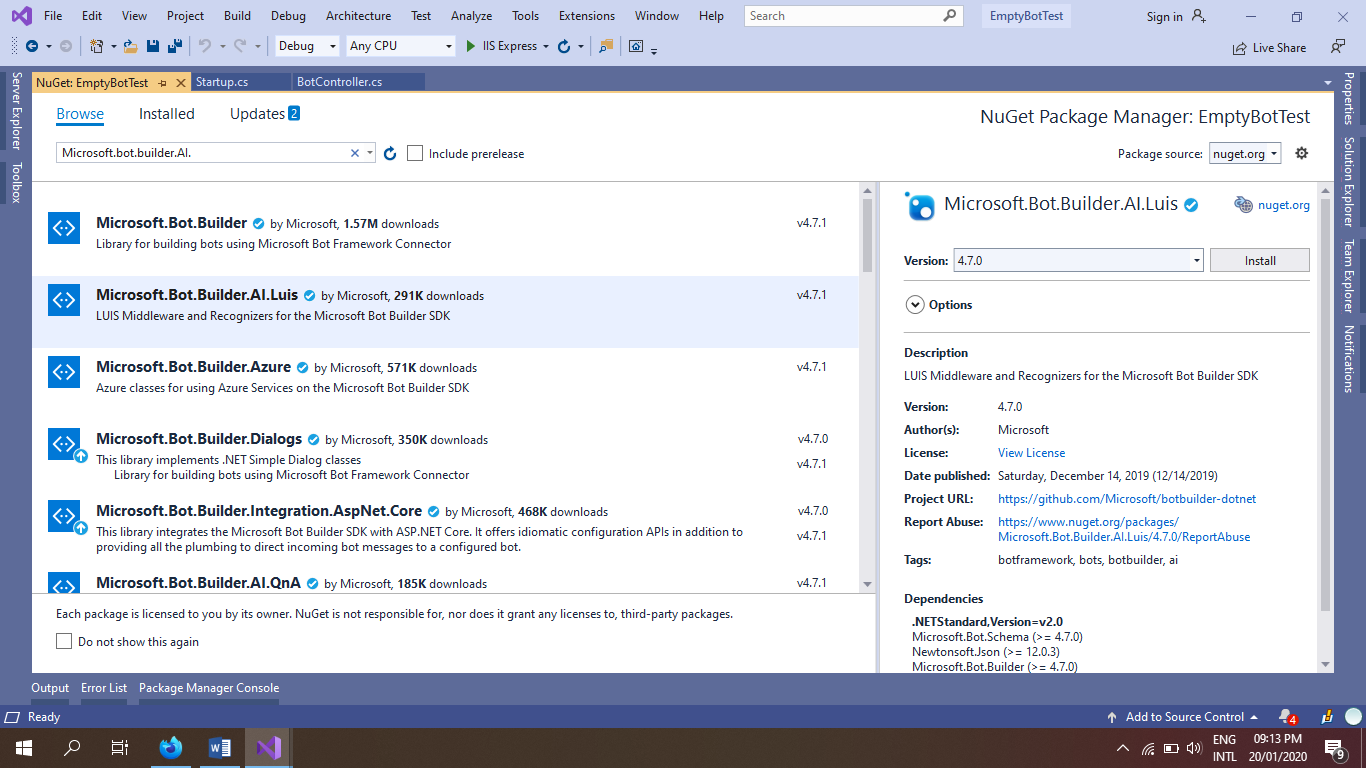 File Edit View Project Build Debug Architecture Test Analyze Tools Extensions Window Help Search EmptyBotTest Sign in
Debug Any CPU IIS Express Live Share
NuGet: EmptyBotTest Startup.cs BotController.cs
Server Explorer
Toolbox
Browse Installed Updates 2
NuGet Package Manager: EmptyBotTest
Microsoft.bot.builder.AI. Include prerelease
Package source: nuget.org
Microsoft.Bot.Builder by Microsoft, 1.57M downloads v4.7.1
Library for building bots using Microsoft Bot Framework Connector
Microsoft.Bot.Builder.AI.Luis by Microsoft, 291K downloads v4.7.1
LUIS Middleware and Recognizers for the Microsoft Bot Builder SDK
Microsoft.Bot.Builder.Azure by Microsoft, 571K downloads v4.7.1
Azure classes for using Azure Services on the Microsoft Bot Builder SDK
Microsoft.Bot.Builder.Dialogs by Microsoft, 350K downloads v4.7.0
This library implements .NET Simple Dialog classes v4.7.1
Library for building bots using Microsoft Bot Framework Connector
Microsoft.Bot.Builder.Integration.AspNet.Core by Microsoft, 468K downloads v4.7.0
This library integrates the Microsoft Bot Builder SDK with ASP.NET Core. It offers idiomatic configuration APIs in addition to v4.7.1
providing all the plumbing to direct incoming bot messages to a configured bot.
Microsoft.Bot.Builder.AI.QnA by Microsoft, 185K downloads v4.7.1
Each package is licensed to you by its owner. NuGet is not responsible for, nor does it grant any licenses to, third-party packages.
Do not show this again
Microsoft.Bot.Builder.AI.Luis nuget.org
Version: 4.7.0 Install
Options
Description
LUIS Middleware and Recognizers for the Microsoft Bot Builder SDK
Version: 4.7.0
Author(s): Microsoft
License: View License
Date published: Saturday, December 14, 2019 (12/14/2019)
Project URL: https://github.com/Microsoft/botbuilder-dotnet
Report Abuse: https://www.nuget.org/packages/
Microsoft.Bot.Builder.AI.Luis/4.7.0/ReportAbuse
Tags: botframework, bots, botbuilder, ai
Dependencies
.NETStandard,Version=v2.0
Microsoft.Bot.Schema (>= 4.7.0)
Newtonsoft.Json (>= 12.0.3)
Microsoft.Bot.Builder (>= 4.7.0)
Properties
Solution Explorer
Team Explorer
Notifications
Output Error List Package Manager Console
Ready Add to Source Control 4
ENG 09:13 PM
INTL 20/01/2020 9